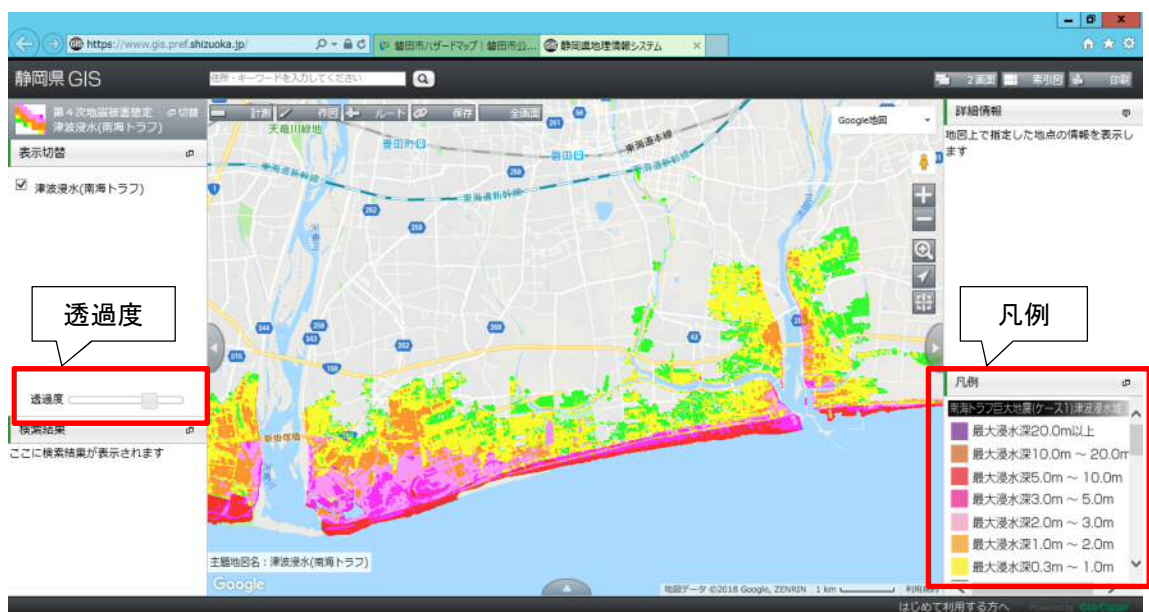 https://www.gis.pref.shizuoka.jp/
磐田市ハザードマップ｜磐田市公...
静岡県地理情報システム
静岡県 GIS
住所・キーワードを入力してください
2画面
索引図
印刷
第4次地震被害想定
津波浸水(南海トラフ)
切替
計測
作図
ルート
保存
全画面
Google地図
詳細情報
地図上で指定した地点の情報を表示し
ます
表示切替
津波浸水(南海トラフ)
天竜川緑地
豊田町
磐田
東海道本線
東海道新幹線
東海道新幹線
透過度
凡例
透過度
検索結果
ここに検索結果が表示されます
新掛塚橋
凡例
南海トラフ巨大地震(ケース1)津波浸水域
最大浸水深20.0m以上
最大浸水深10.0m ～ 20.0m
最大浸水深5.0m ～ 10.0m
最大浸水深3.0m ～ 5.0m
最大浸水深2.0m ～ 3.0m
最大浸水深1.0m ～ 2.0m
最大浸水深0.3m ～ 1.0m
主題地図名：津波浸水(南海トラフ)
Google
地図データ ©2018 Google, ZENRIN
1 km
はじめて利用する方へ